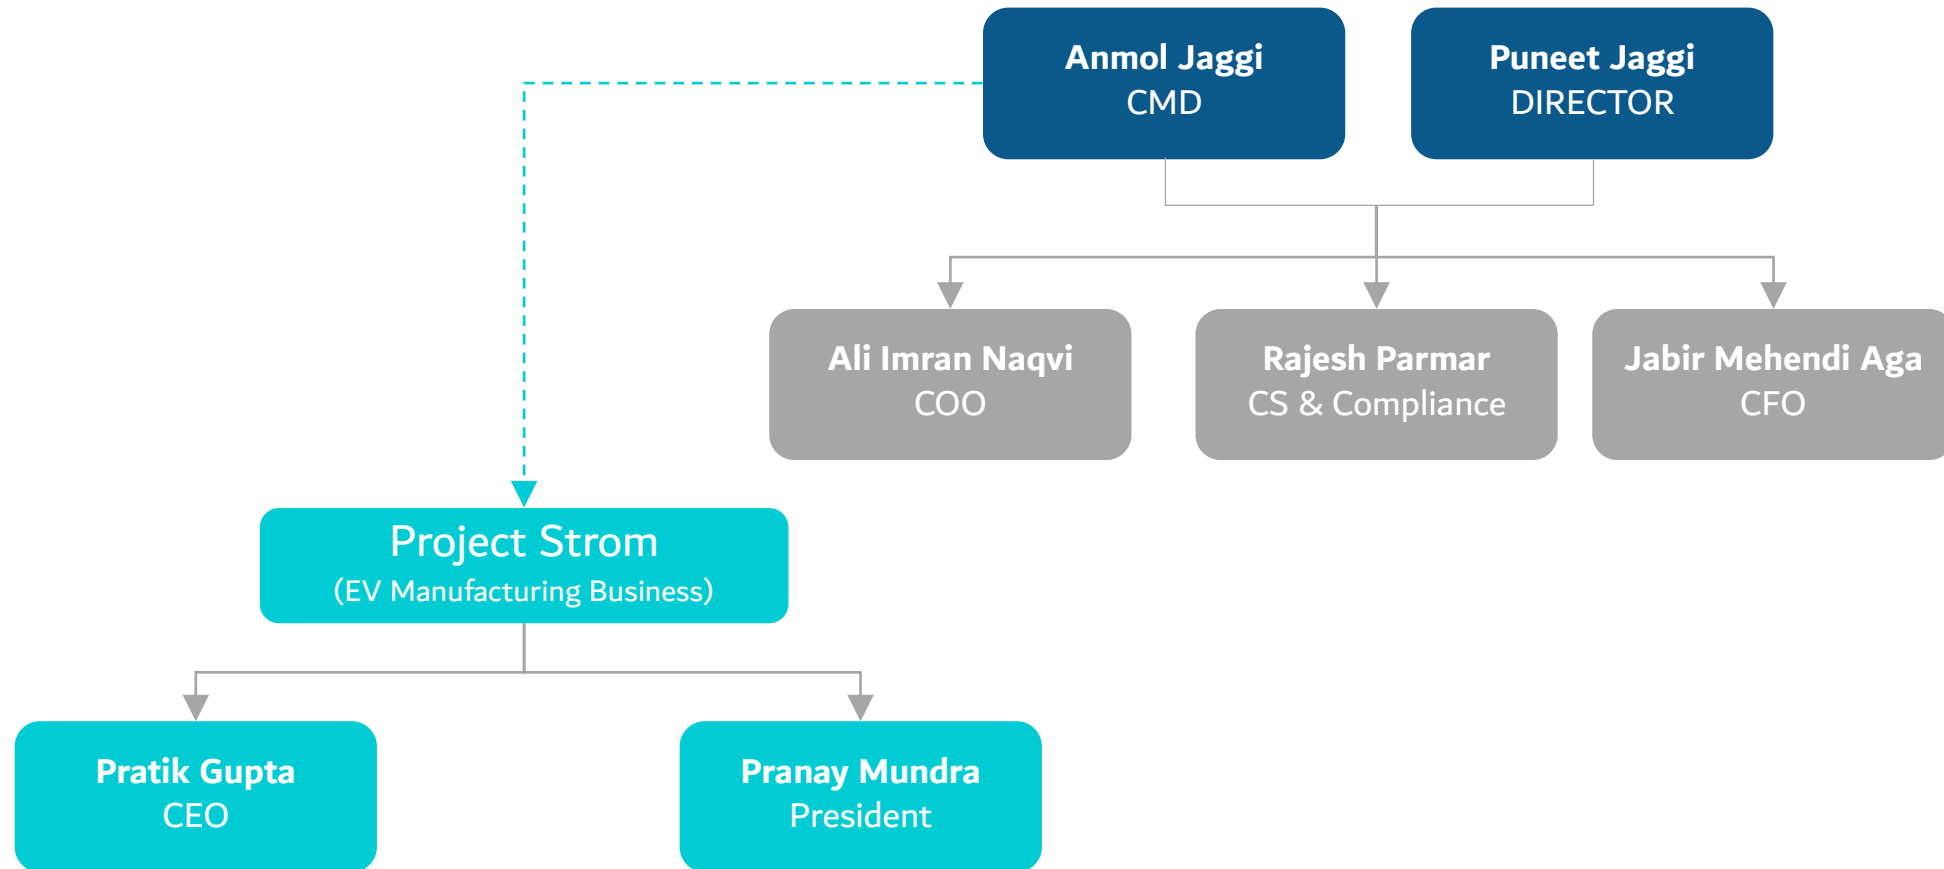 Anmol Jaggi
CMD
Puneet Jaggi
DIRECTOR
Ali Imran Naqvi
COO
Rajesh Parmar
CS & Compliance
Jabir Mehendi Aga
CFO
Project Strom
(EV Manufacturing Business)
Pratik Gupta
CEO
Pranay Mundra
President